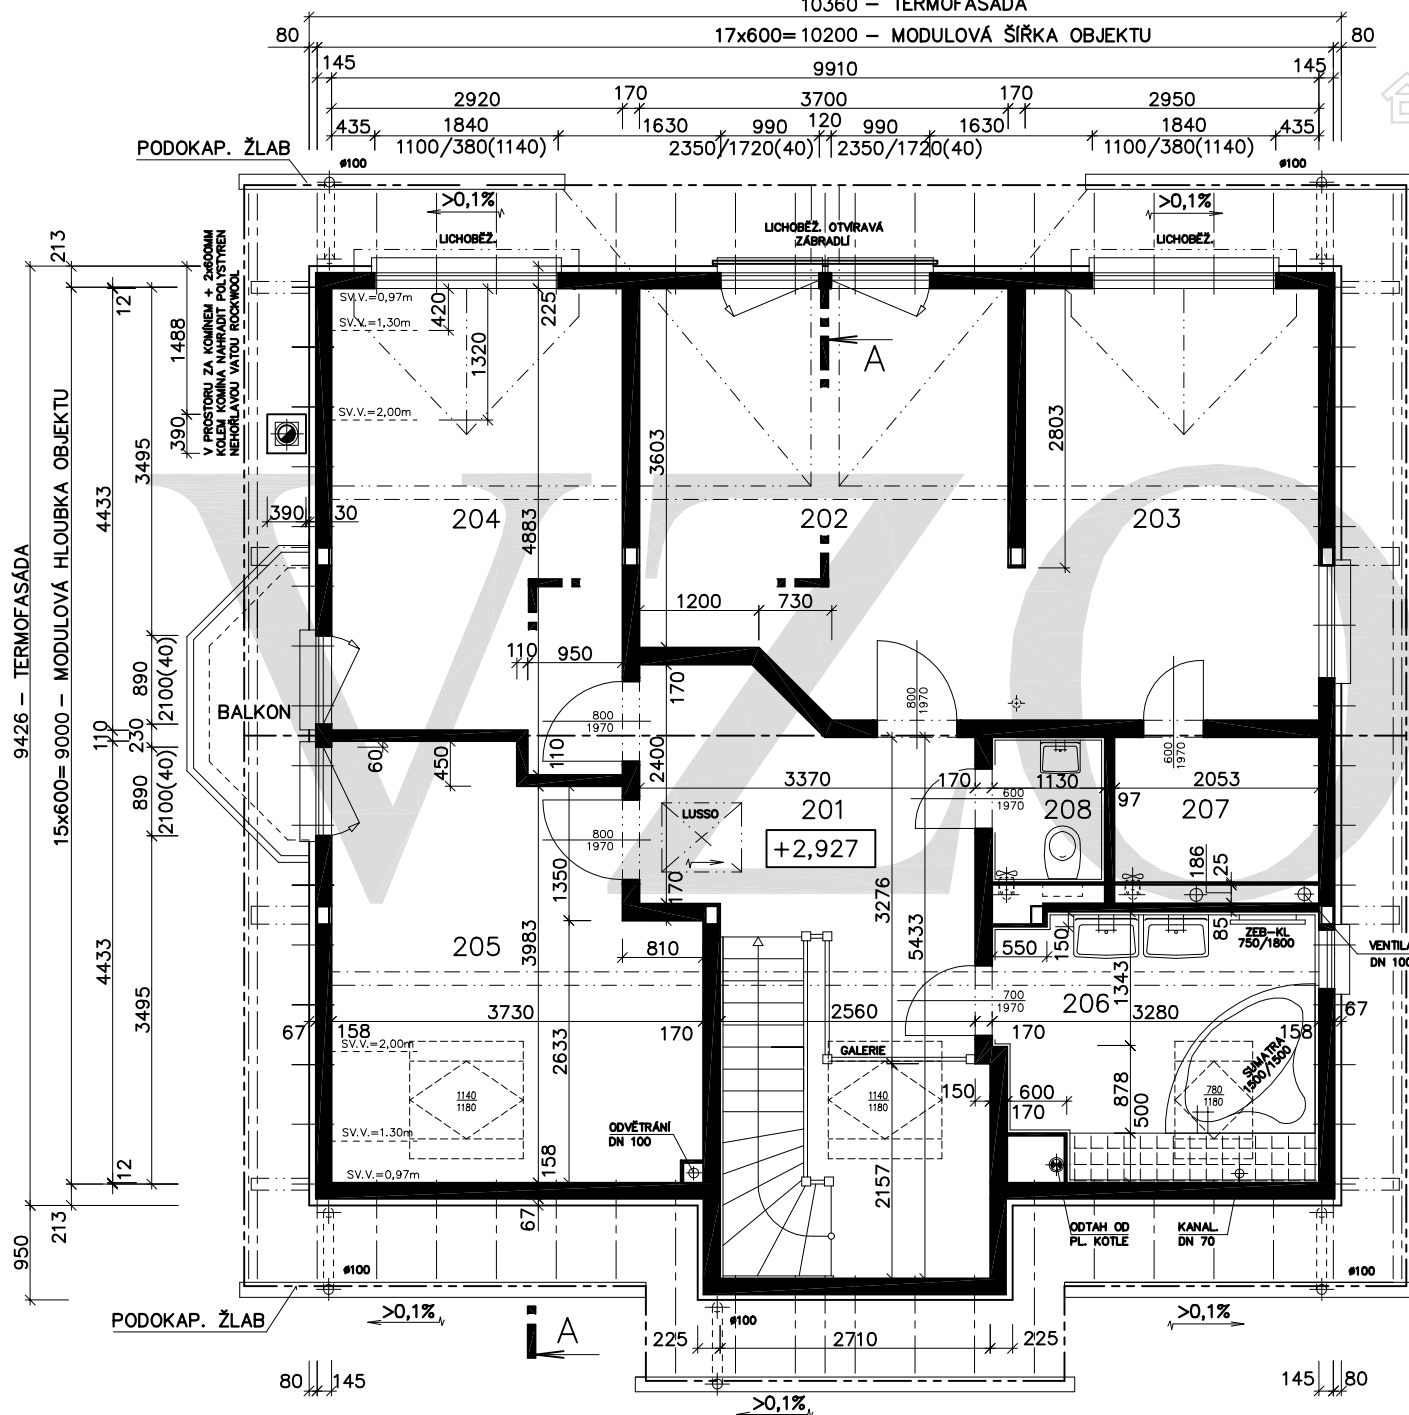 10360 – TERMOFASÁDA
80 17x600=10200 – MODULOVÁ ŠÍŘKA OBJEKTU 80
145 9910 145
2920 170 3700 170 2950
435 1840 1630 990 120 990 1630 1840 435
1100/380(1140) 2350/1720(40) 2350/1720(40) 1100/380(1140)
PODOKAP. ŽLAB
ø100 ø100
>0,1% >0,1%
LICHOBĚŽ.
LICHOBĚŽ. OTVÍRAVÁ
ZÁBRADLÍ
LICHOBĚŽ.
V PROSTORU ZA KOMÍNEM + 2x600MM
KOLEM KOMÍNA NAHRADIT POLYSTYREN
NEHOŘLAVOU VATOU ROCKWOOL
213
12
1488
390
SV.V.=0,97m
SV.V.=1,30m
SV.V.=2,00m
420
1320
225
A
3603
2803
4433
3495
390 30
204
202
203
4883
9426 – TERMOFASÁDA
15x600=9000 – MODULOVÁ HLOUBKA OBJEKTU
1200 730
110 950
170
890
2100(40)
BALKON
110
230
890
2100(40)
800
1970
800
1970
600
1970
60
450
110
2400
3370
170
1130
2053
97
600
1970
201
208
207
LUSSO
+2,927
800
1970
186
25
1350
170
3276
5433
205
3983
810
550
150
85
ZEB-KL
750/1800
VENTILÁ
DN 100
206
1343
700
1970
4433
3495
67 158
3730
170
2560
170
3280
158
67
SV.V.=2,00m
2633
GALERIE
SUMATRA
1500/1500
1140
1180
1140
1180
780
1180
150
600
170
878
500
SV.V.=1.30m
ODVĚTRÁNÍ
DN 100
SV.V.=0,97m
158
12
2157
67
213
950
ODTAH OD
PL. KOTLE
KANAL.
DN 70
ø100
ø100
PODOKAP. ŽLAB
>0,1%
A
ø100
>0,1%
225 2710 225
80 145
145 80
>0,1%
VZO